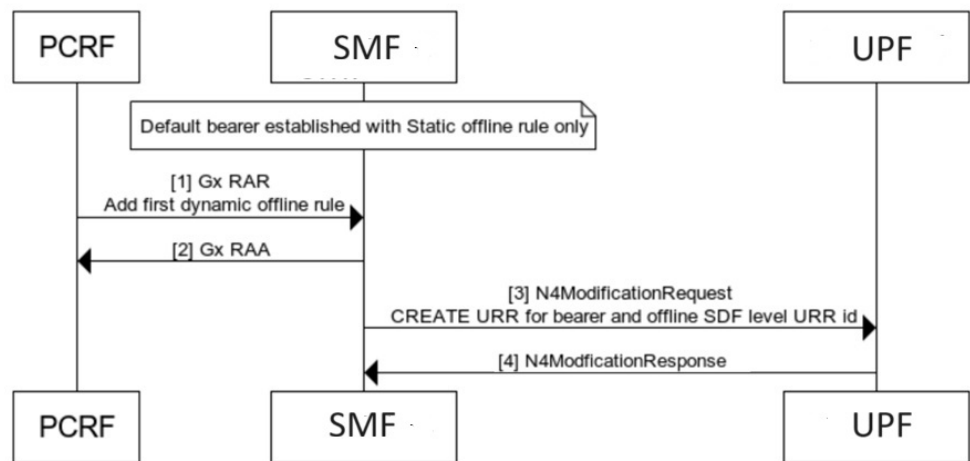 PCRF
SMF
UPF
Default bearer established with Static offline rule only
[1] Gx RAR
Add first dynamic offline rule
[2] Gx RAA
[3] N4ModificationRequest
CREATE URR for bearer and offline SDF level URR id
[4] N4ModficationResponse
PCRF
SMF
UPF